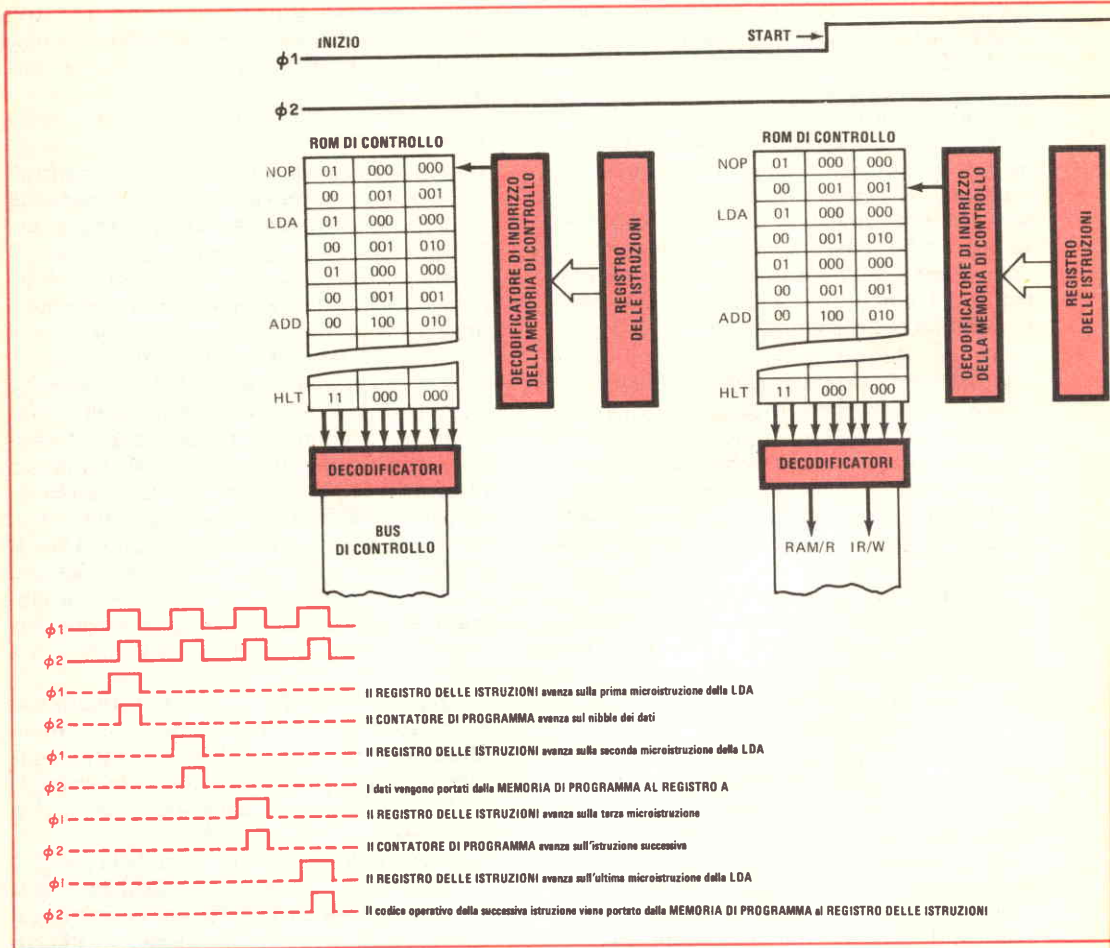 INIZIO
START
φ1
φ2
ROM DI CONTROLLO
NOP 01 000 000
00 001 001
LDA 01 000 000
00 001 010
01 000 000
00 001 001
ADD 00 100 010
HLT 11 000 000
DECODIFICATORE DI INDIRIZZO
DELLA MEMORIA DI CONTROLLO
REGISTRO
DELLE ISTRUZIONI
DECODIFICATORI
BUS
DI CONTROLLO
ROM DI CONTROLLO
NOP 01 000 000
00 001 001
LDA 01 000 000
00 001 010
01 000 000
00 001 001
ADD 00 100 010
HLT 11 000 000
DECODIFICATORE DI INDIRIZZO
DELLA MEMORIA DI CONTROLLO
REGISTRO
DELLE ISTRUZIONI
DECODIFICATORI
RAM/R IR/W
φ1
φ2
φ1 Il REGISTRO DELLE ISTRUZIONI avanza sulla prima microistruzione della LDA
φ2 Il CONTATORE DI PROGRAMMA avanza sul nibble dei dati
φ1 Il REGISTRO DELLE ISTRUZIONI avanza sulla seconda microistruzione della LDA
φ2 I dati vengono portati dalla MEMORIA DI PROGRAMMA AL REGISTRO A
φ1 Il REGISTRO DELLE ISTRUZIONI avanza sulla terza microistruzione
φ2 Il CONTATORE DI PROGRAMMA avanza sull'istruzione successiva
φ1 Il REGISTRO DELLE ISTRUZIONI avanza sull'ultima microistruzione della LDA
φ2 Il codice operativo della successiva istruzione viene portato dalla MEMORIA DI PROGRAMMA al REGISTRO DELLE ISTRUZIONI